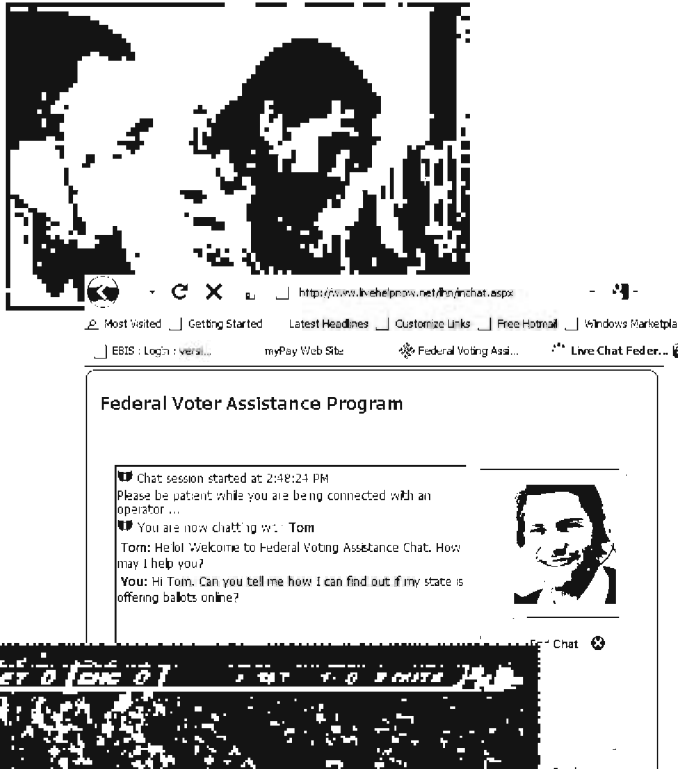 http://www.livehelpnow.net/lhn/inchat.aspx
Most Visited Getting Started Latest Headlines Customize Links Free Hotmail Windows Marketpla
EBIS : Login : versi... myPay Web Site Federal Voting Assi... Live Chat Feder...
Federal Voter Assistance Program
Chat session started at 2:48:24 PM
Please be patient while you are being connected with an
operator ...
You are now chatting with Tom
Tom: Hello! Welcome to Federal Voting Assistance Chat. How
may I help you?
You: Hi Tom. Can you tell me how I can find out if my state is
offering ballots online?
End Chat
DET 0 CHC 0